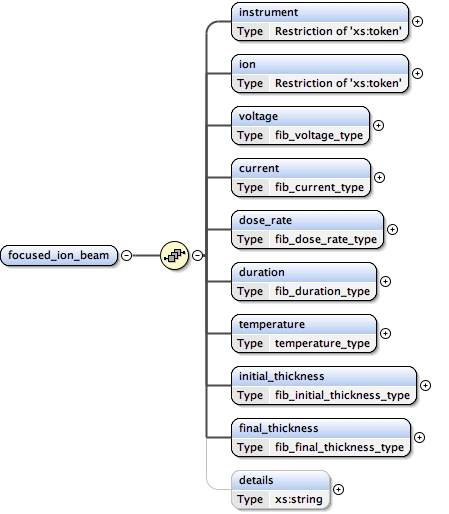 instrument
Type Restriction of 'xs:token'
ion
Type Restriction of 'xs:token'
voltage
Type fib_voltage_type
current
Type fib_current_type
dose_rate
Type fib_dose_rate_type
focused_ion_beam
duration
Type fib_duration_type
temperature
Type temperature_type
initial_thickness
Type fib_initial_thickness_type
final_thickness
Type fib_final_thickness_type
details
Type xs:string